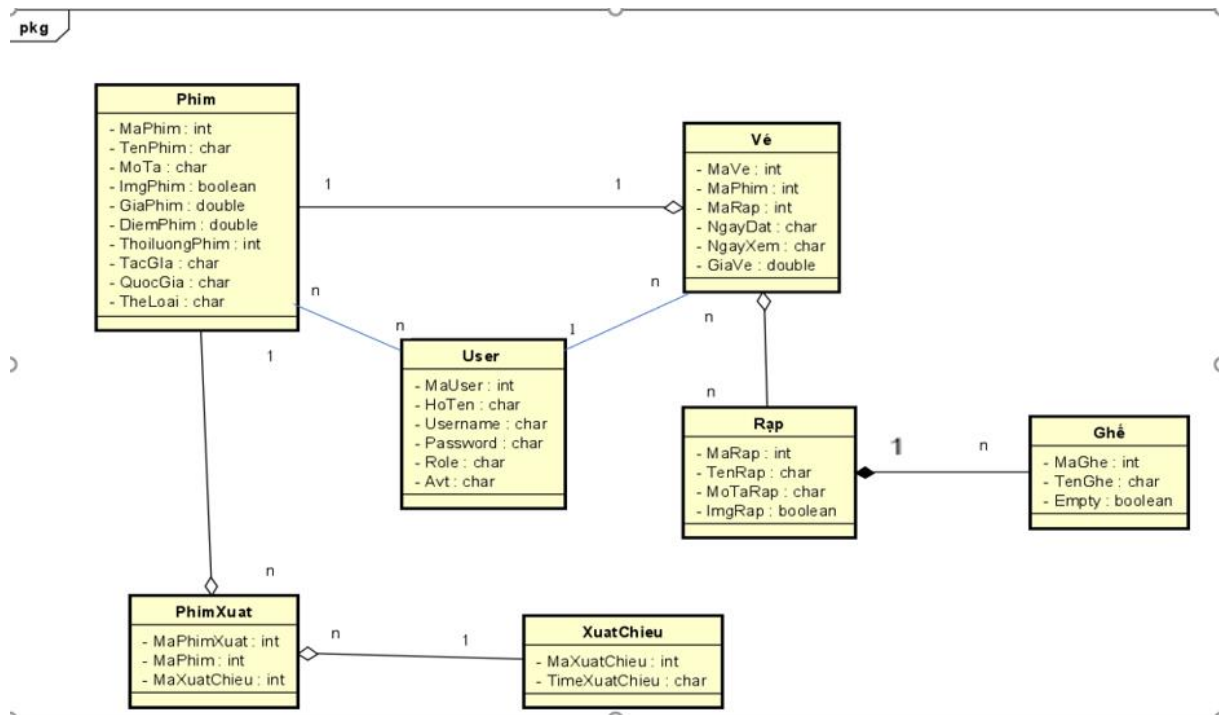 pkg
Phim
- MaPhim : int
- TenPhim : char
- MoTa : char
- ImgPhim : boolean
- GiaPhim : double
- DiemPhim : double
- ThoiluongPhim : int
- TacGIa : char
- QuocGia : char
- TheLoai : char
1
1
Vé
- MaVe : int
- MaPhim : int
- MaRap : int
- NgayDat : char
- NgayXem : char
- GiaVe : double
n
n
n
1
n
1
User
- MaUser : int
- HoTen : char
- Username : char
- Password : char
- Role : char
- Avt : char
n
Rạp
- MaRap : int
- TenRap : char
- MoTaRap : char
- ImgRap : boolean
1
n
Ghế
- MaGhe : int
- TenGhe : char
- Empty : boolean
n
PhimXuat
- MaPhimXuat : int
- MaPhim : int
- MaXuatChieu : int
n
1
XuatChieu
- MaXuatChieu : int
- TimeXuatChieu : char